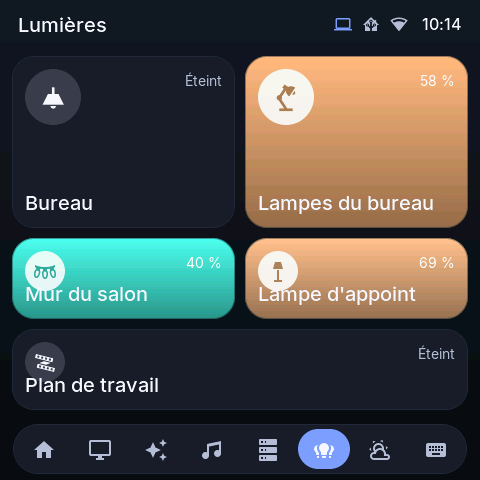 Lumières
10:14
Éteint
Bureau
58 %
Lampes du bureau
40 %
Mur du salon
69 %
Lampe d'appoint
Éteint
Plan de travail